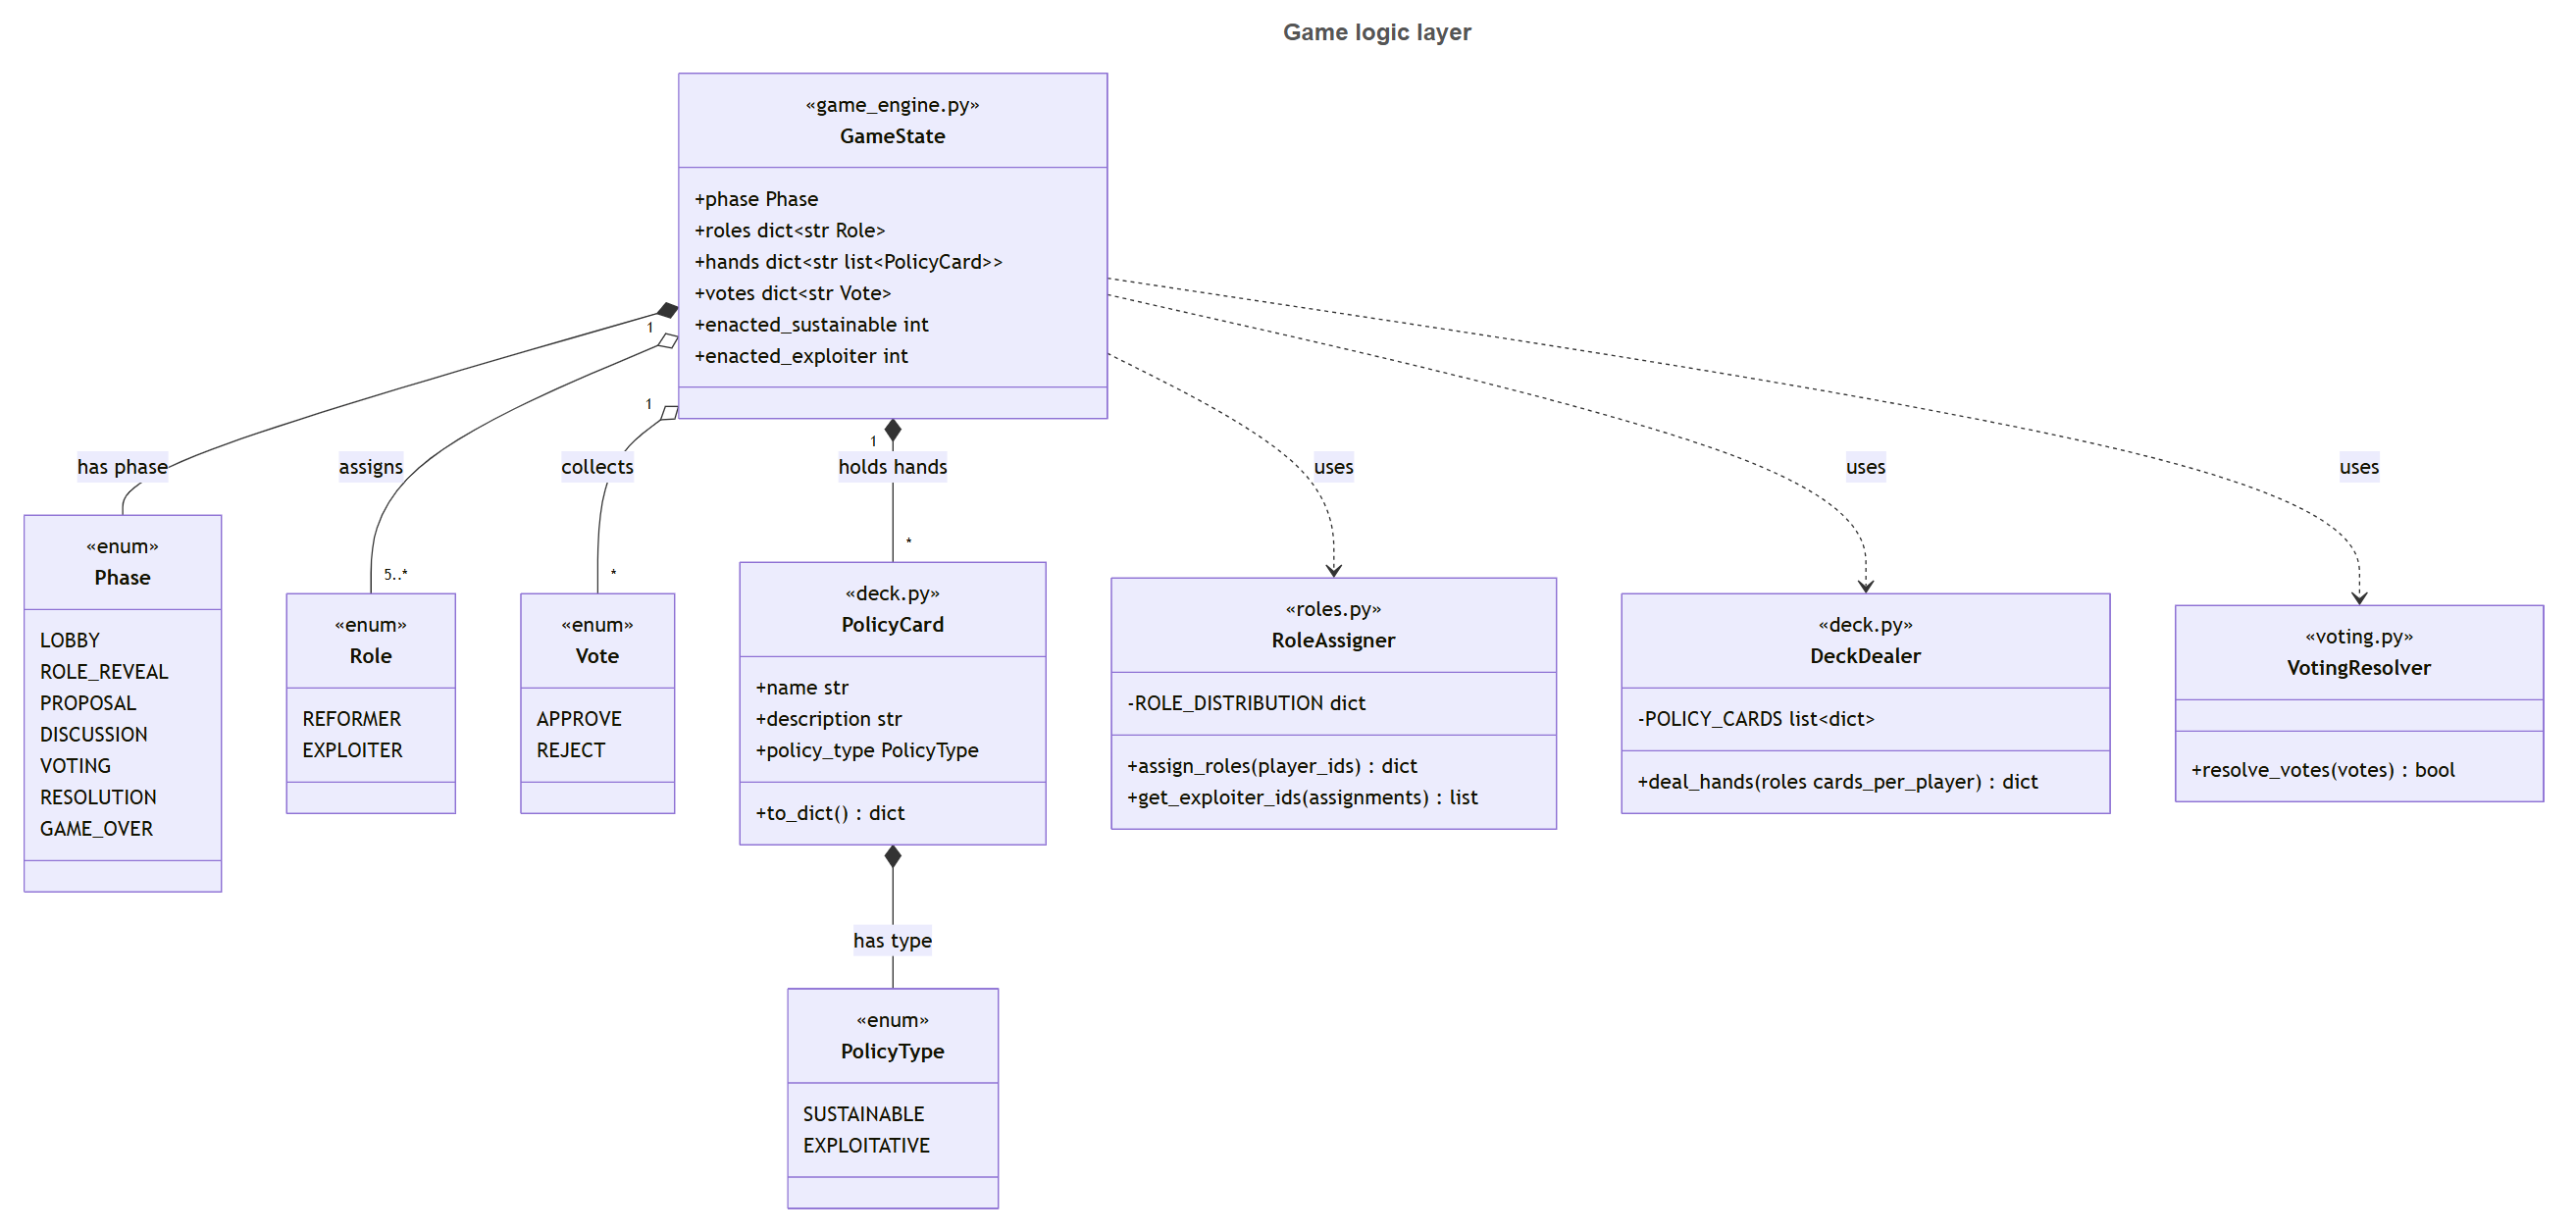 Game logic layer
«game_engine.py»
GameState
+phase Phase
+roles dict<str Role>
+hands dict<str list<PolicyCard>>
+votes dict<str Vote>
+enacted_sustainable int
+enacted_exploiter int
1
1
1
has phase
assigns
collects
holds hands
uses
uses
uses
5..*
*
*
«enum»
Phase
LOBBY
ROLE_REVEAL
PROPOSAL
DISCUSSION
VOTING
RESOLUTION
GAME_OVER
«enum»
Role
REFORMER
EXPLOITER
«enum»
Vote
APPROVE
REJECT
«deck.py»
PolicyCard
+name str
+description str
+policy_type PolicyType
+to_dict() : dict
«roles.py»
RoleAssigner
-ROLE_DISTRIBUTION dict
+assign_roles(player_ids) : dict
+get_exploiter_ids(assignments) : list
«deck.py»
DeckDealer
-POLICY_CARDS list<dict>
+deal_hands(roles cards_per_player) : dict
«voting.py»
VotingResolver
+resolve_votes(votes) : bool
has type
«enum»
PolicyType
SUSTAINABLE
EXPLOITATIVE